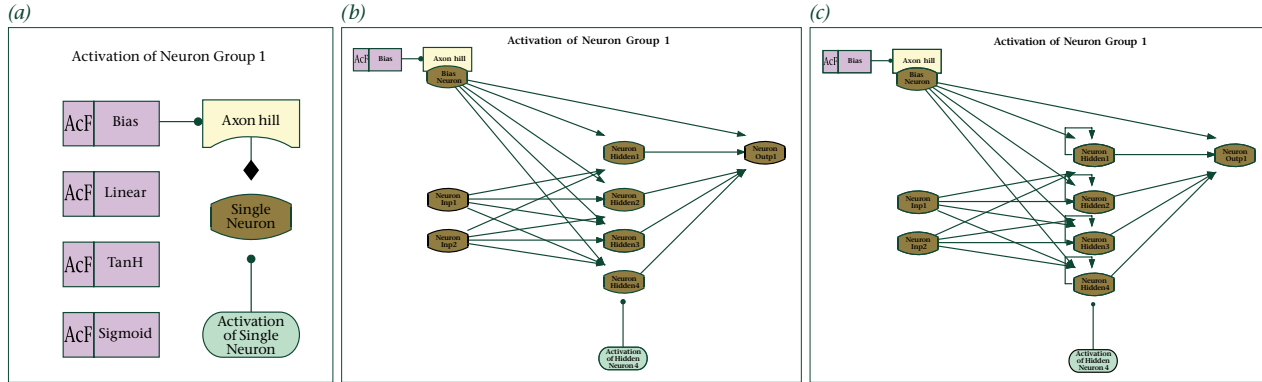 (a)
Activation of Neuron Group 1
AcF Bias
Axon hill
AcF Linear
Single
Neuron
AcF TanH
AcF Sigmoid
Activation
of Single
Neuron
(b)
Activation of Neuron Group 1
AcF Bias
Axon hill
Bias
Neuron
Neuron
Hidden1
Neuron
Outp1
Neuron
Inp1
Neuron
Hidden2
Neuron
Inp2
Neuron
Hidden3
Neuron
Hidden4
Activation
of Hidden
Neuron 4
(c)
Activation of Neuron Group 1
AcF Bias
Axon hill
Bias
Neuron
Neuron
Hidden1
Neuron
Outp1
Neuron
Inp1
Neuron
Hidden2
Neuron
Inp2
Neuron
Hidden3
Neuron
Hidden4
Activation
of Hidden
Neuron 4